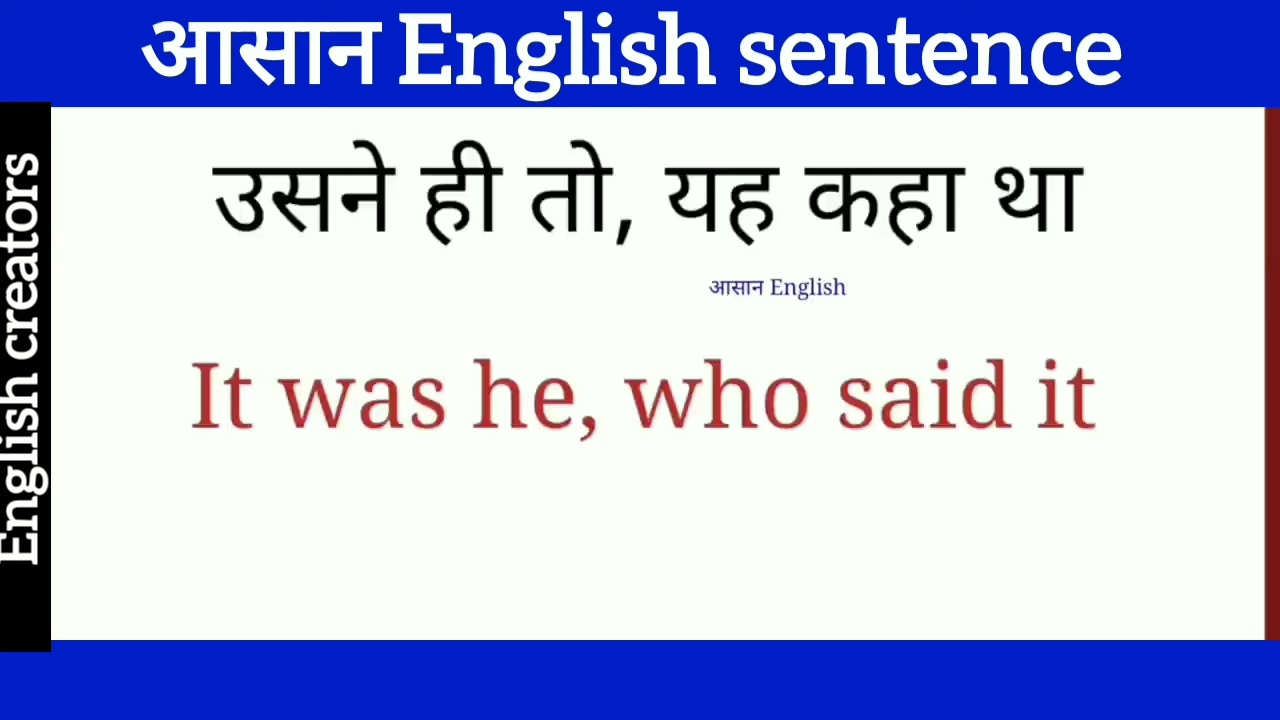 आसान English sentence
English creators
उसने ही तो, यह कहा था
आसान English
It was he, who said it